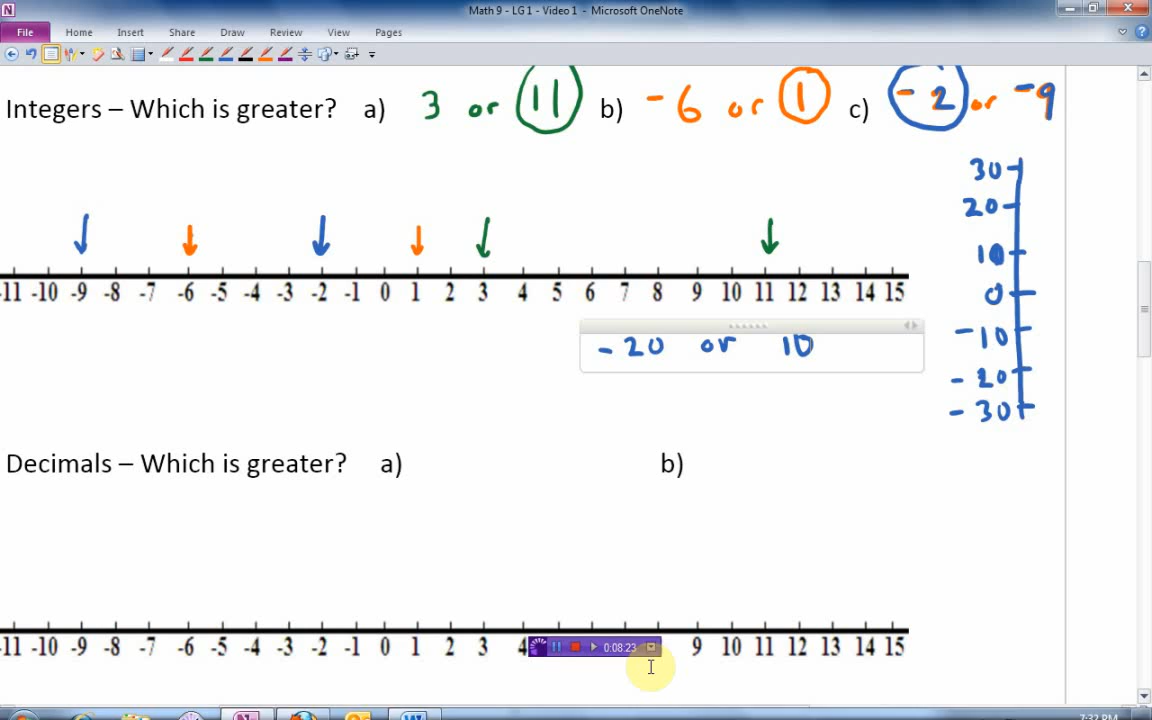 Math 9 - LG 1 - Video 1 - Microsoft OneNote
File Home Insert Share Draw Review View Pages
Integers – Which is greater? a) 3 or 11 b) -6 or 1 c) -2 or -9
30
20
10
0
-10
-20
-30
-11 -10 -9 -8 -7 -6 -5 -4 -3 -2 -1 0 1 2 3 4 5 6 7 8 9 10 11 12 13 14 15
-20 or 10
Decimals – Which is greater? a) b)
-11 -10 -9 -8 -7 -6 -5 -4 -3 -2 -1 0 1 2 3 4 9 10 11 12 13 14 15
0:08:23
7:32 PM